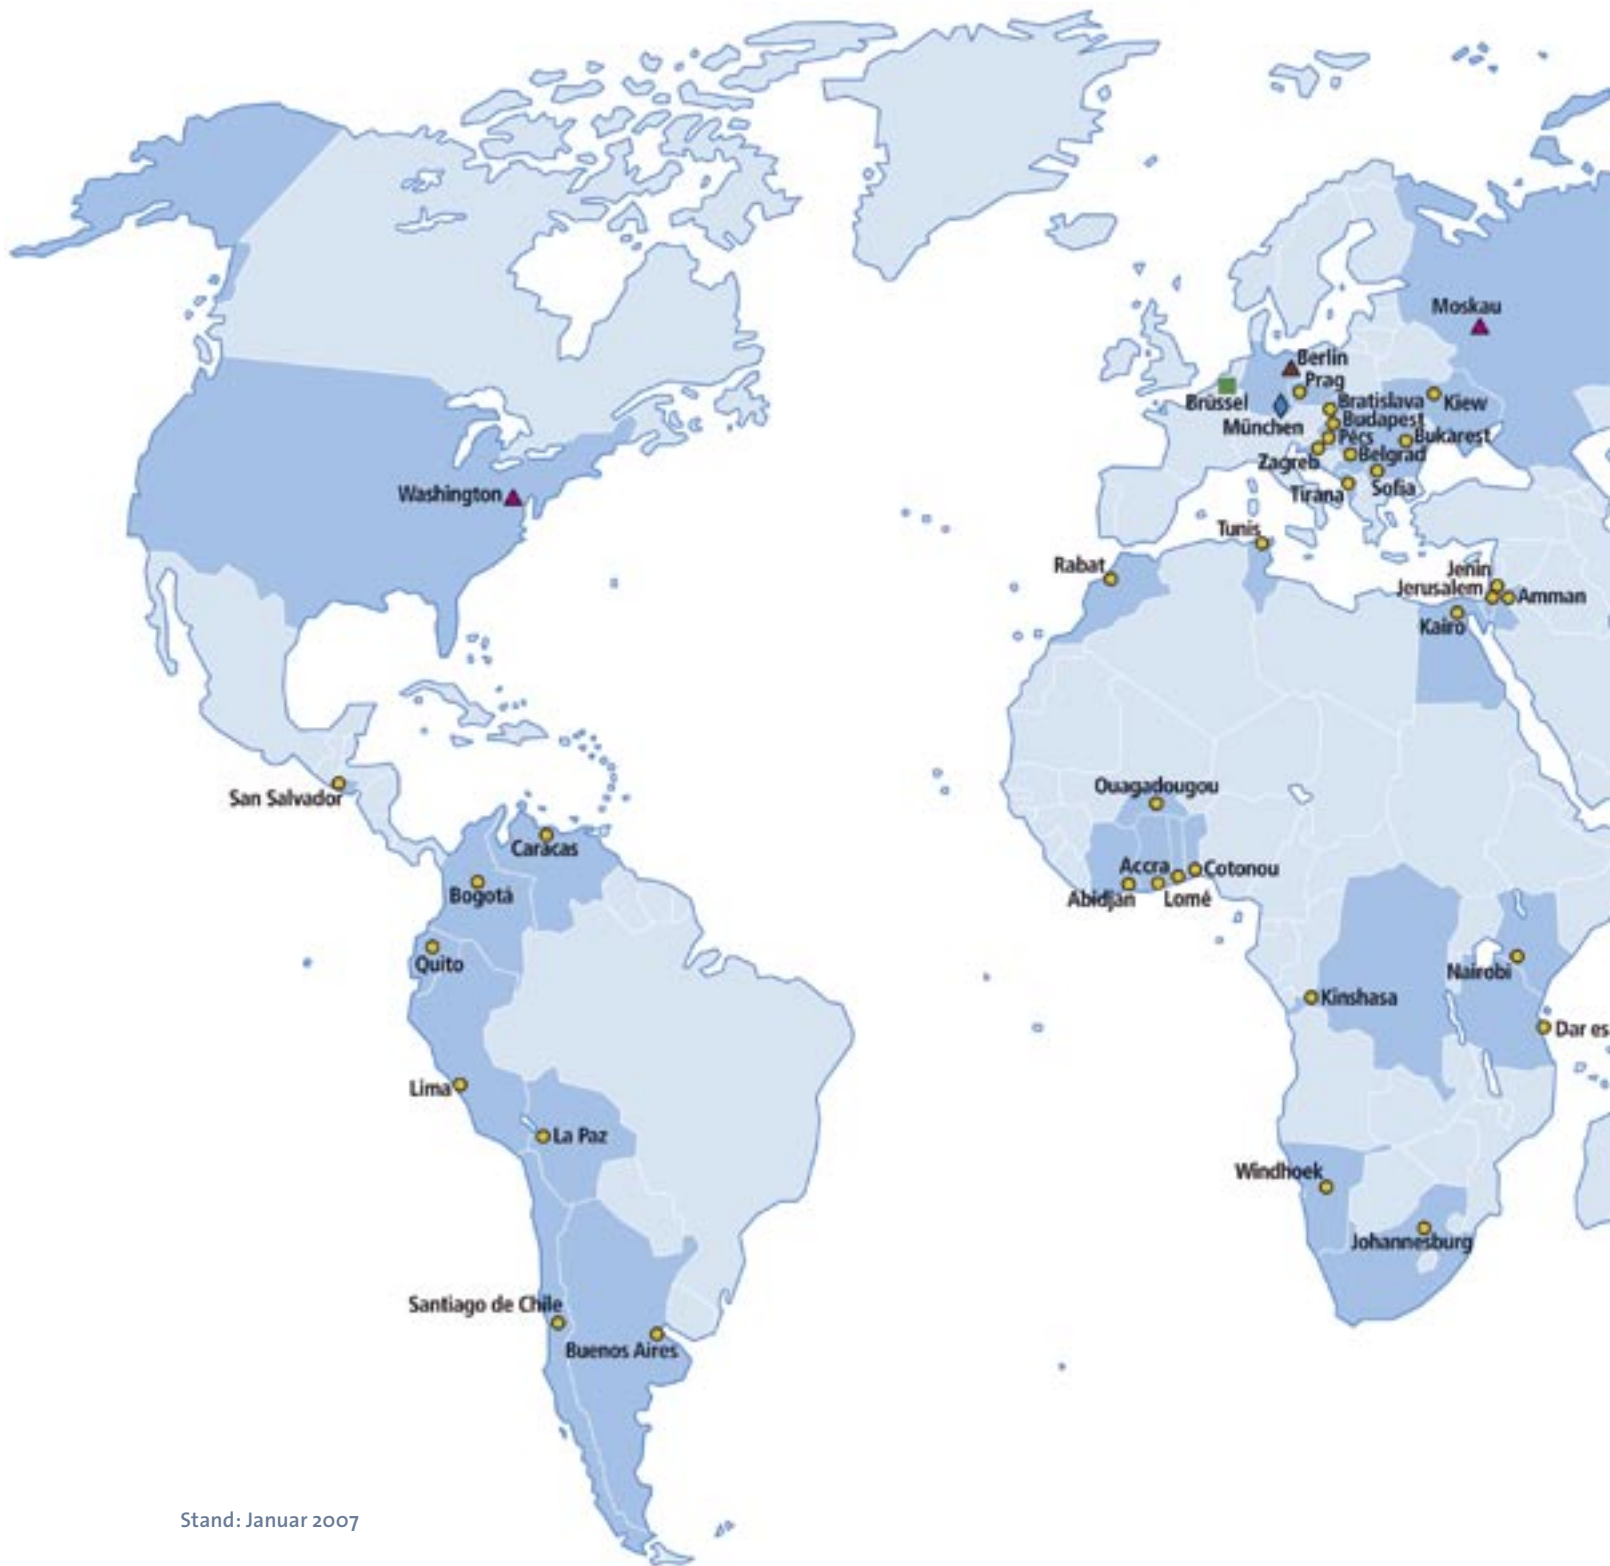 Moskau
Berlin
Prag
Brüssel
Bratislava
Kiew
Budapest
München
Pécs
Bukarest
Zagreb
Belgrad
Tirana
Sofia
Washington
Tunis
Rabat
Jenin
Jerusalem
Amman
Kairo
San Salvador
Ouagadougou
Caracas
Accra
Cotonou
Bogotá
Abidjan
Lomé
Quito
Nairobi
Kinshasa
Dar es
Lima
La Paz
Windhoek
Johannesburg
Santiago de Chile
Buenos Aires
Stand: Januar 2007